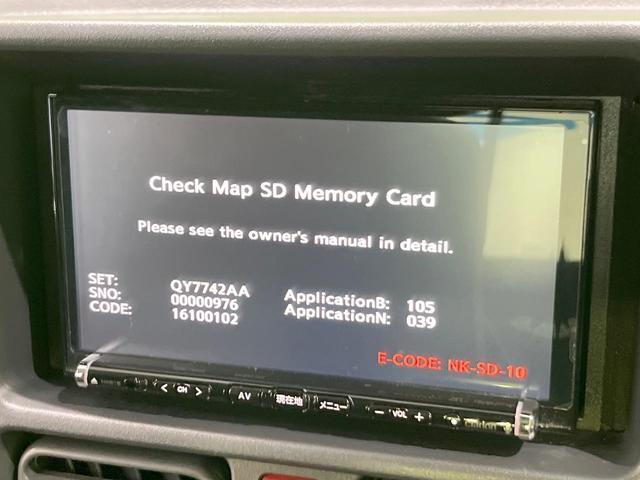 Check Map SD Memory Card
Please see the owner's manual in detail.
SET: QY7742AA
SNO: 00000976 ApplicationB: 105
CODE: 16100102 ApplicationN: 039
E-CODE: NK-SD-10
< CH > AV 現在地 メニュー - VOL +